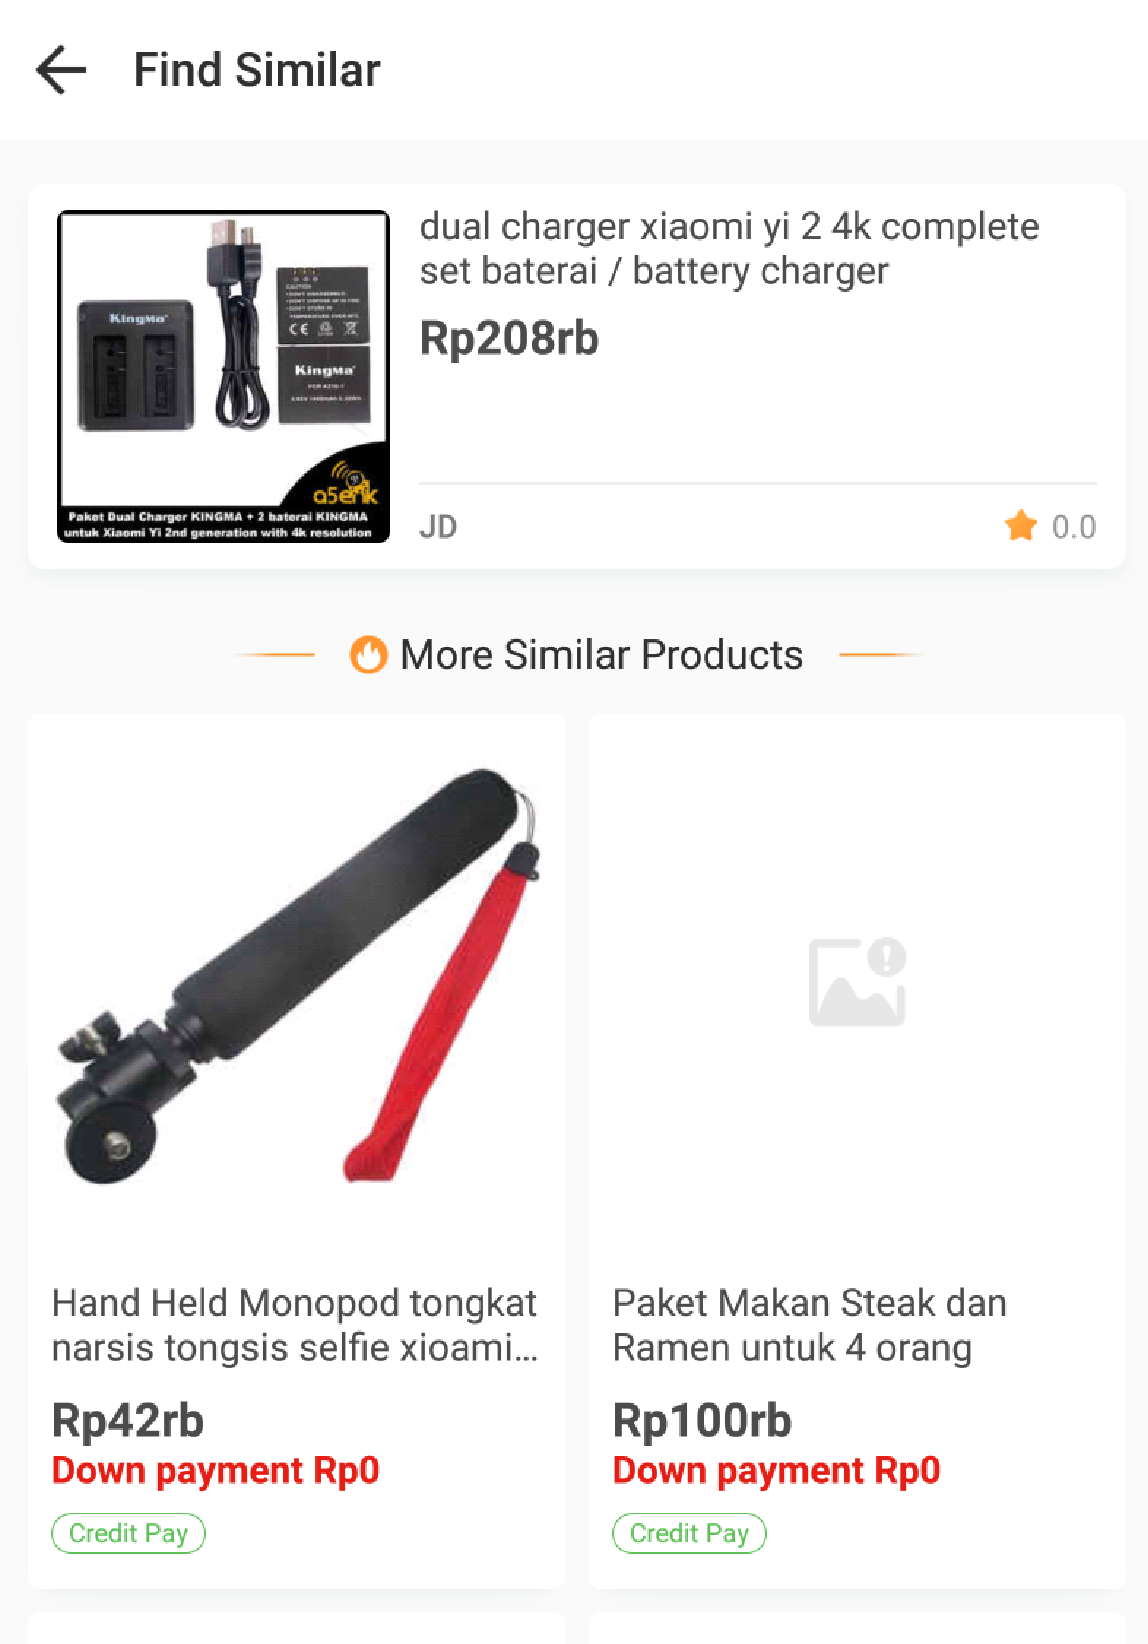 Find Similar
dual charger xiaomi yi 2 4k complete
set baterai / battery charger
Rp208rb
JD
0.0
KingMa
CAUTION
KingMa
a5enk
Paket Dual Charger KINGMA + 2 baterai KINGMA
untuk Xiaomi Yi 2nd generation with 4k resolution
More Similar Products
Hand Held Monopod tongkat
narsis tongsis selfie xioami...
Rp42rb
Down payment Rp0
Credit Pay
Paket Makan Steak dan
Ramen untuk 4 orang
Rp100rb
Down payment Rp0
Credit Pay